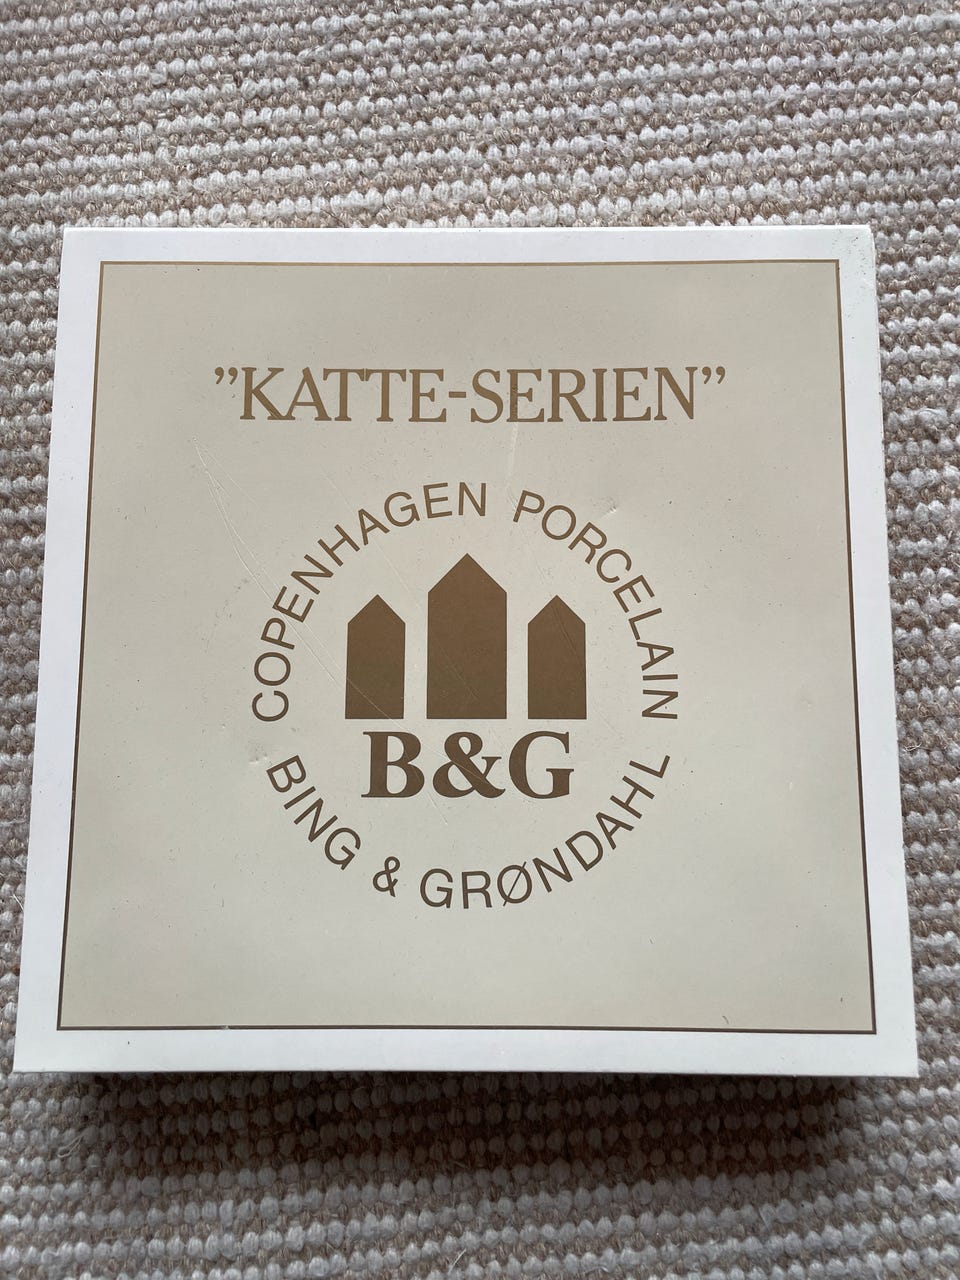 ”KATTE-SERIEN”
COPENHAGEN PORCELAIN
B&G
BING & GRØNDAHL